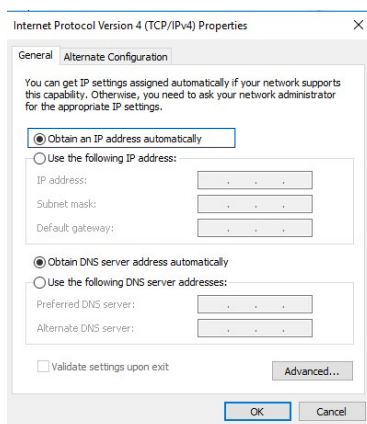 Internet Protocol Version 4 (TCP/IPv4) Properties
General Alternate Configuration
You can get IP settings assigned automatically if your network supports
this capability. Otherwise, you need to ask your network administrator
for the appropriate IP settings.
Obtain an IP address automatically
Use the following IP address:
IP address:
Subnet mask:
Default gateway:
Obtain DNS server address automatically
Use the following DNS server addresses:
Preferred DNS server:
Alternate DNS server:
Validate settings upon exit
Advanced...
OK Cancel